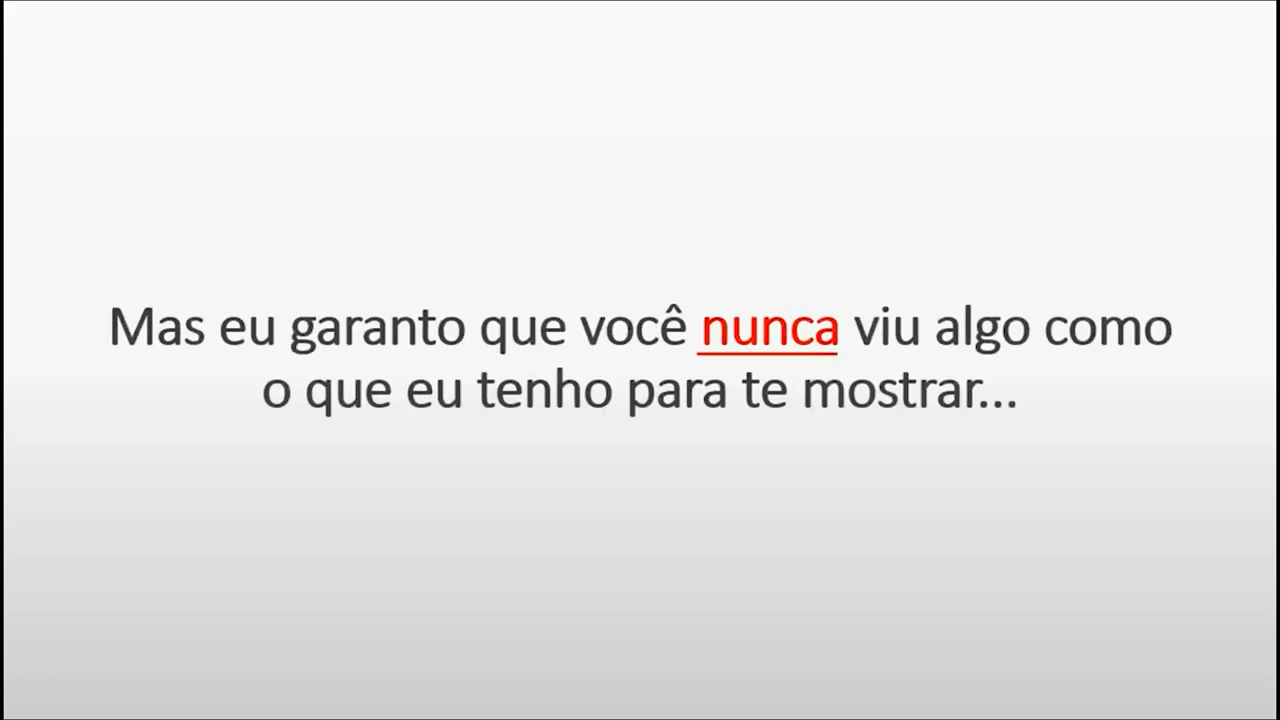 Mas eu garanto que você nunca viu algo como
o que eu tenho para te mostrar...